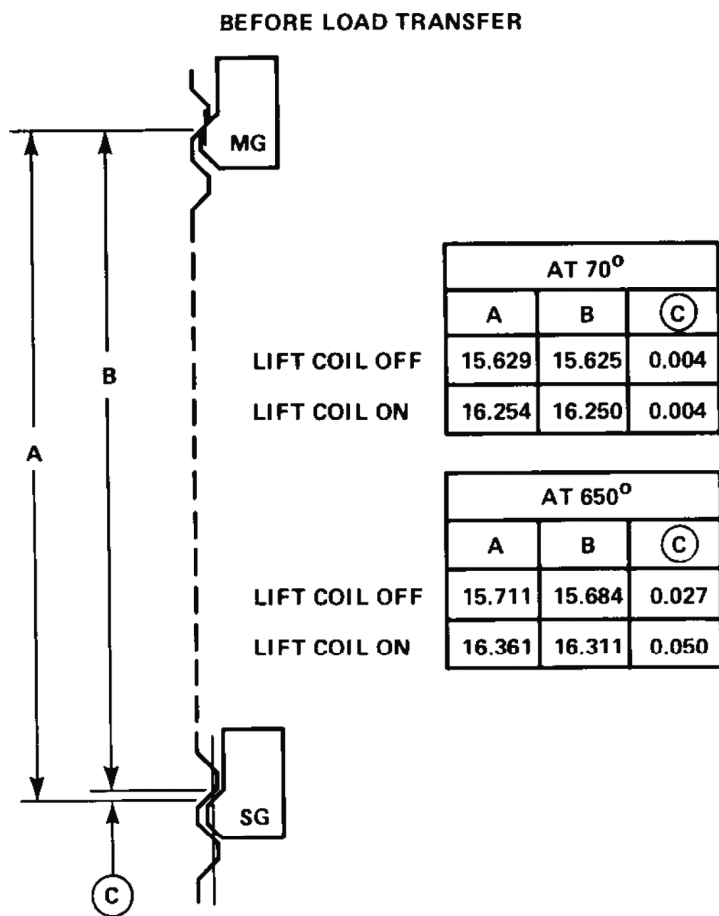 BEFORE LOAD TRANSFER
MG
A
B
AT 70°
A B C
LIFT COIL OFF 15.629 15.625 0.004
LIFT COIL ON 16.254 16.250 0.004
AT 650°
A B C
LIFT COIL OFF 15.711 15.684 0.027
LIFT COIL ON 16.361 16.311 0.050
SG
C